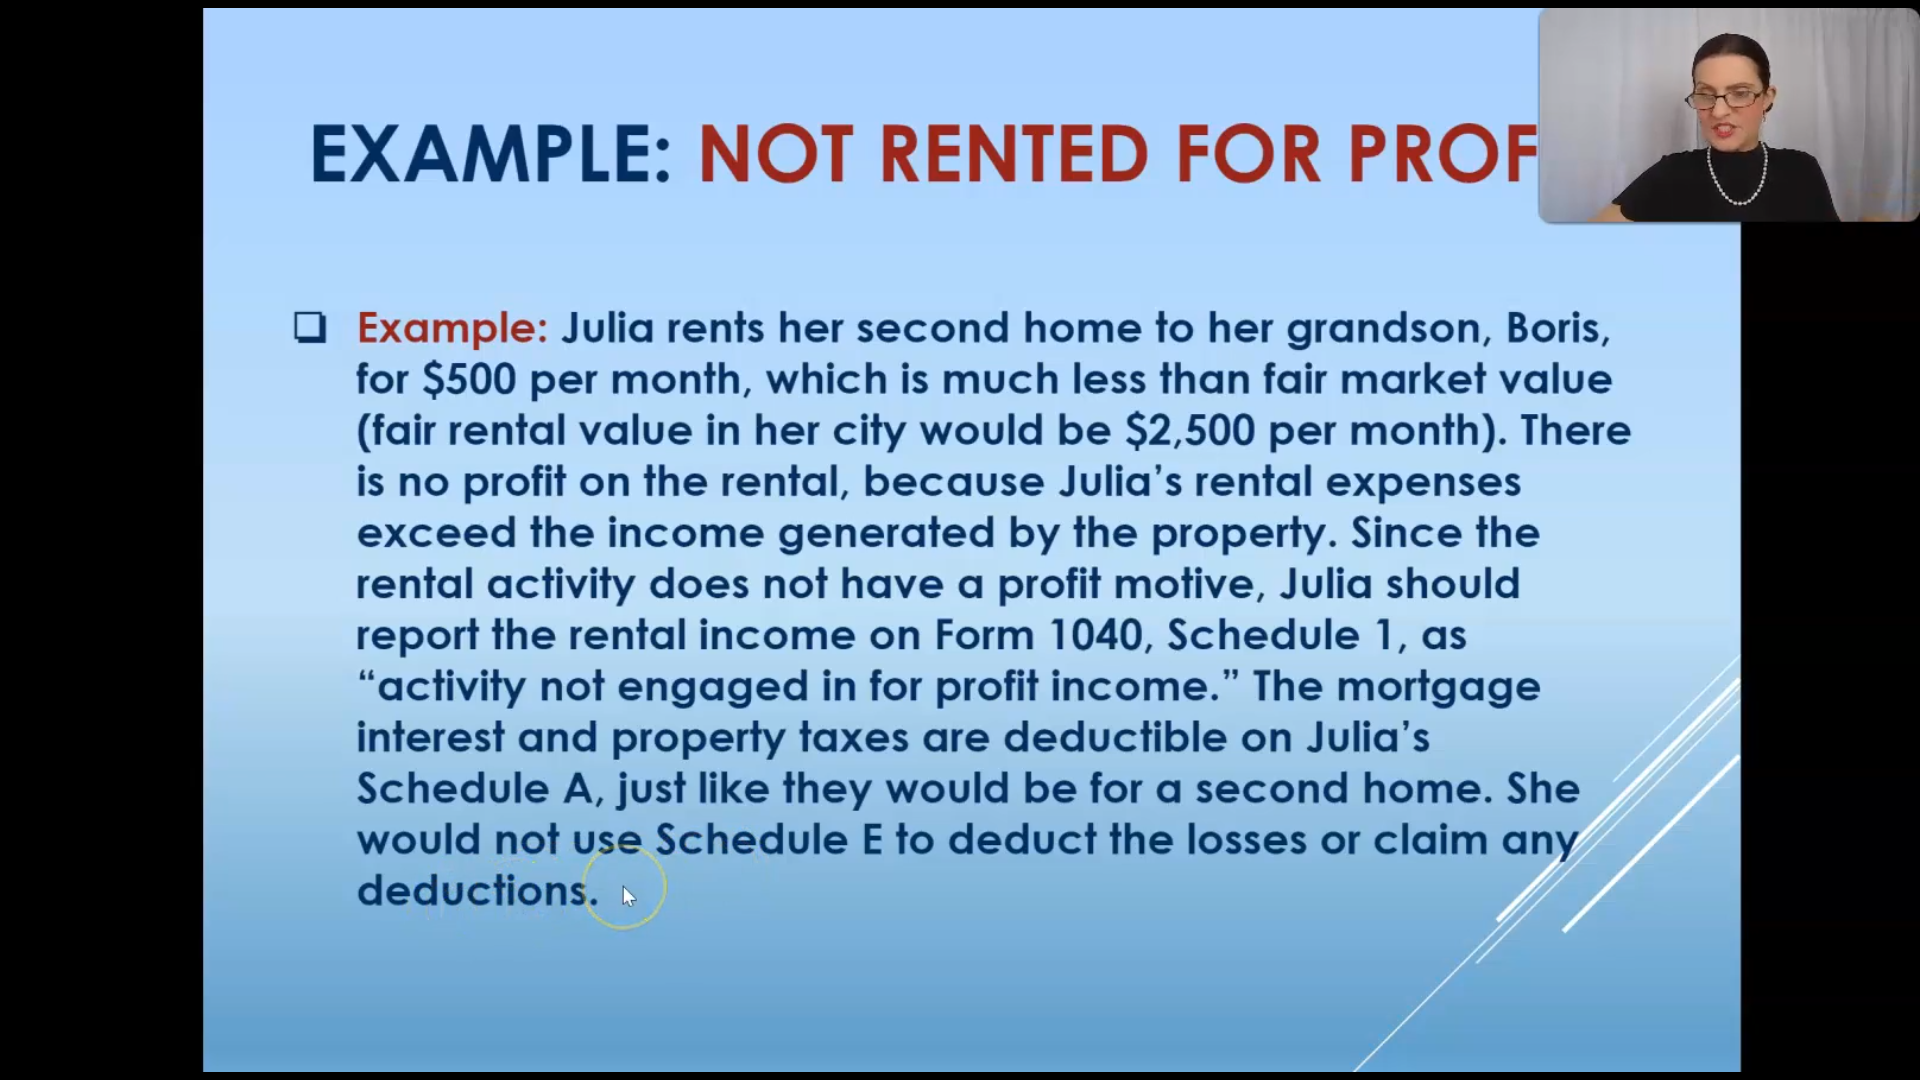 EXAMPLE: NOT RENTED FOR PROF
❑ Example: Julia rents her second home to her grandson, Boris,
for $500 per month, which is much less than fair market value
(fair rental value in her city would be $2,500 per month). There
is no profit on the rental, because Julia’s rental expenses
exceed the income generated by the property. Since the
rental activity does not have a profit motive, Julia should
report the rental income on Form 1040, Schedule 1, as
“activity not engaged in for profit income.” The mortgage
interest and property taxes are deductible on Julia’s
Schedule A, just like they would be for a second home. She
would not use Schedule E to deduct the losses or claim any
deductions.